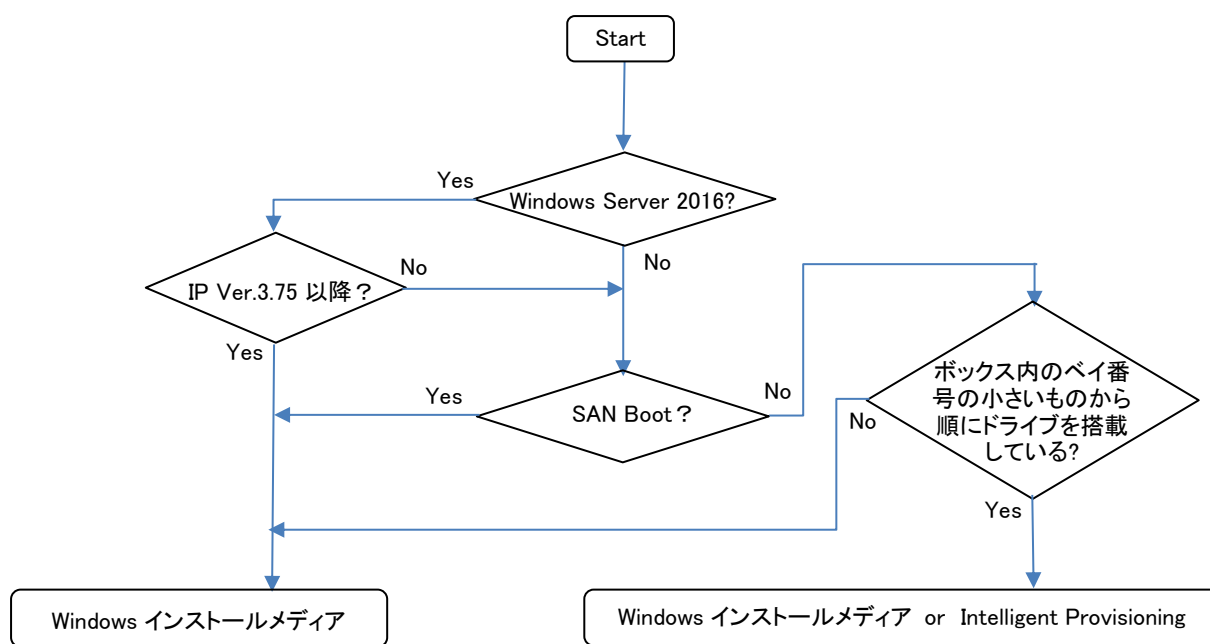 Start
Yes
Windows Server 2016?
No
No
IP Ver.3.75 以降？
Yes
Yes
SAN Boot？
No
ボックス内のベイ番
号の小さいものから
順にドライブを搭載
している?
No
Yes
Windows インストールメディア
Windows インストールメディア or Intelligent Provisioning